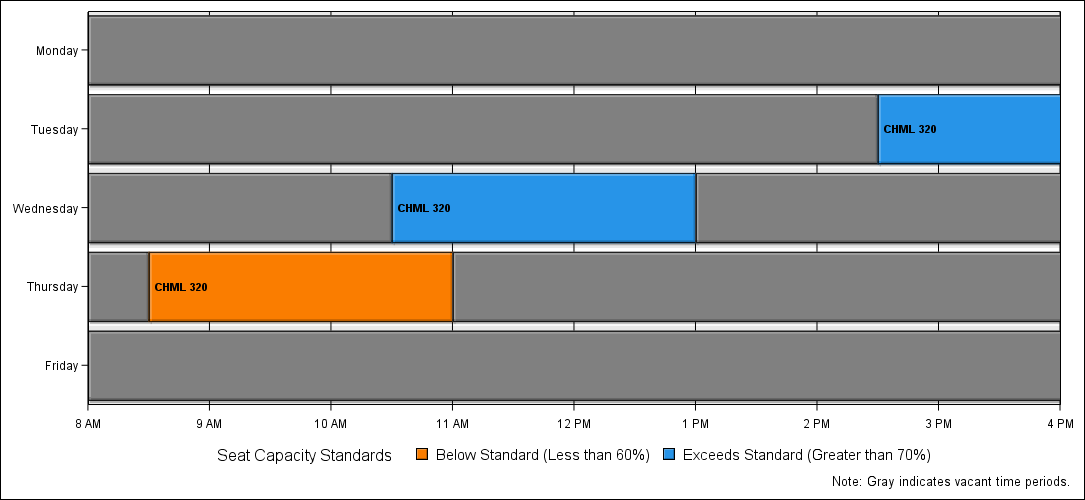 Monday
Tuesday
CHML 320
Wednesday
CHML 320
Thursday
CHML 320
Friday
8 AM 9 AM 10 AM 11 AM 12 PM 1 PM 2 PM 3 PM 4 PM
Seat Capacity Standards Below Standard (Less than 60%) Exceeds Standard (Greater than 70%)
Note: Gray indicates vacant time periods.